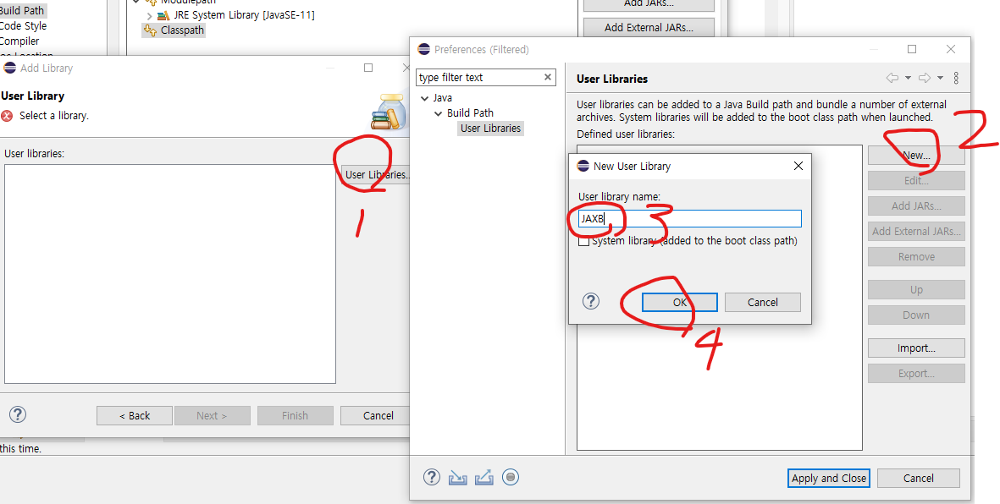 Build Path
Code Style
Compiler
Modulepath
JRE System Library [JavaSE-11]
Classpath
Add JARs...
Add External JARs...
Add Library
User Library
Select a library.
User libraries:
User Libraries...
1
< Back
Next >
Finish
Cancel
this time.
Preferences (Filtered)
type filter text
Java
Build Path
User Libraries
User Libraries
User libraries can be added to a Java Build path and bundle a number of external
archives. System libraries will be added to the boot class path when launched.
Defined user libraries:
2
New...
Edit...
Add JARs...
Add External JARs...
Remove
Up
Down
Import...
Export...
New User Library
User library name:
JAXB
3
System library (added to the boot class path)
OK
Cancel
4
Apply and Close
Cancel